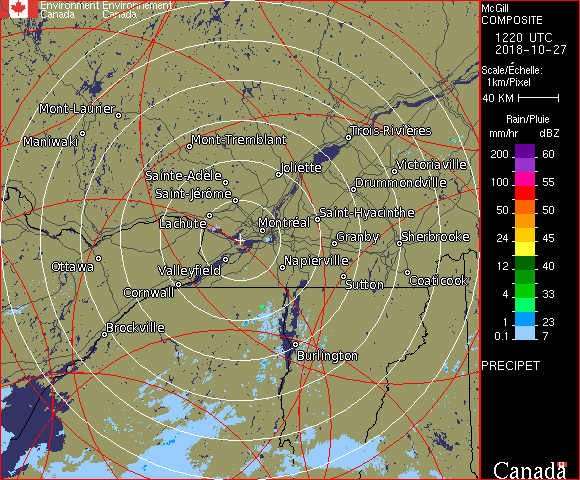 Environment Environnement
Canada Canada
McGill
COMPOSITE
1220 UTC
2018-10-27
Scale/Échelle:
1km/Pixel
40 KM
Rain/Pluie
mm/hr dBZ
200 60
150 57
100 55
50 50
24 45
12 40
4 33
1 23
0.1 7
PRECIPET
Canada
Mont-Laurier
Maniwaki
Mont-Tremblant
Trois-Rivières
Joliette
Victoriaville
Sainte-Adèle
Drummondville
Saint-Jérôme
Saint-Hyacinthe
Lachute
Montréal
Granby
Sherbrooke
Ottawa
Valleyfield
Napierville
Cornwall
Sutton
Coaticook
Brockville
Burlington